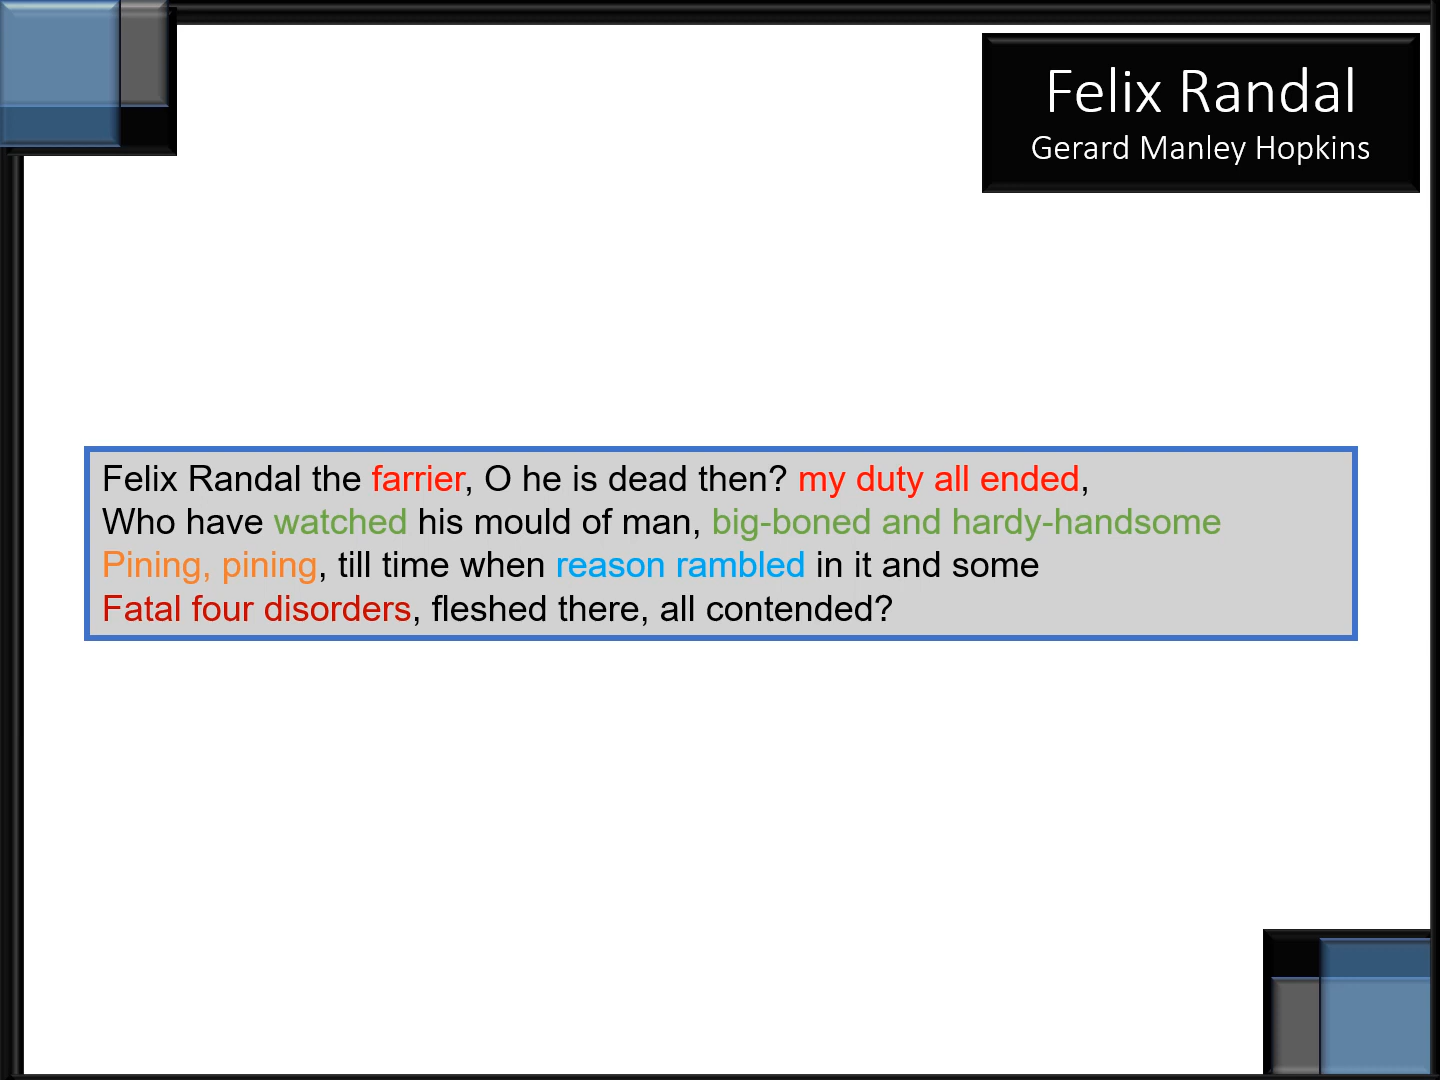 Felix Randal
Gerard Manley Hopkins
Felix Randal the farrier, O he is dead then? my duty all ended,
Who have watched his mould of man, big-boned and hardy-handsome
Pining, pining, till time when reason rambled in it and some
Fatal four disorders, fleshed there, all contended?